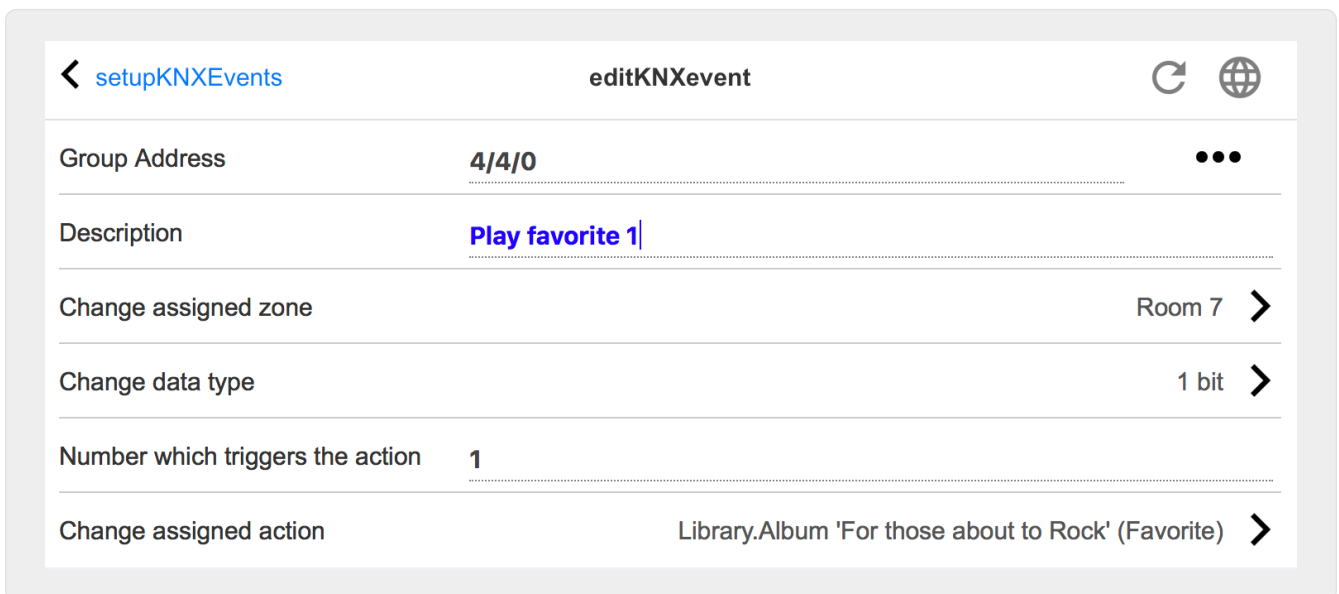 setupKNXEvents editKNXevent
Group Address 4/4/0
Description Play favorite 1
Change assigned zone Room 7
Change data type 1 bit
Number which triggers the action 1
Change assigned action Library.Album 'For those about to Rock' (Favorite)